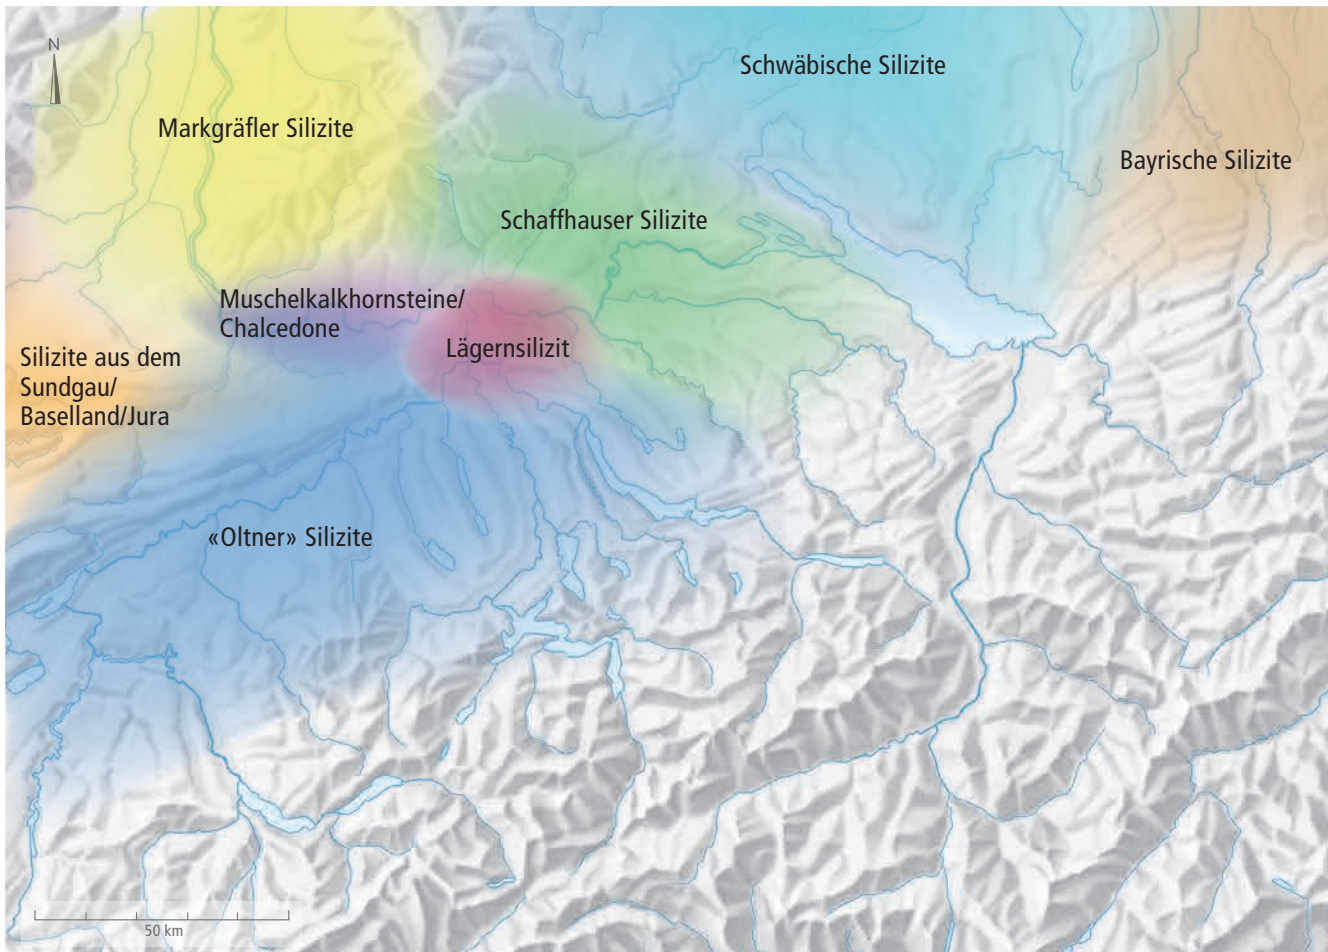 N
Schwäbische Silizite
Markgräfler Silizite
Bayrische Silizite
Schaffhauser Silizite
Muschelkalkhornsteine/
Chalcedone
Lägernsilizit
Silizite aus dem
Sundgau/
Baselland/Jura
«Oltner» Silizite
50 km